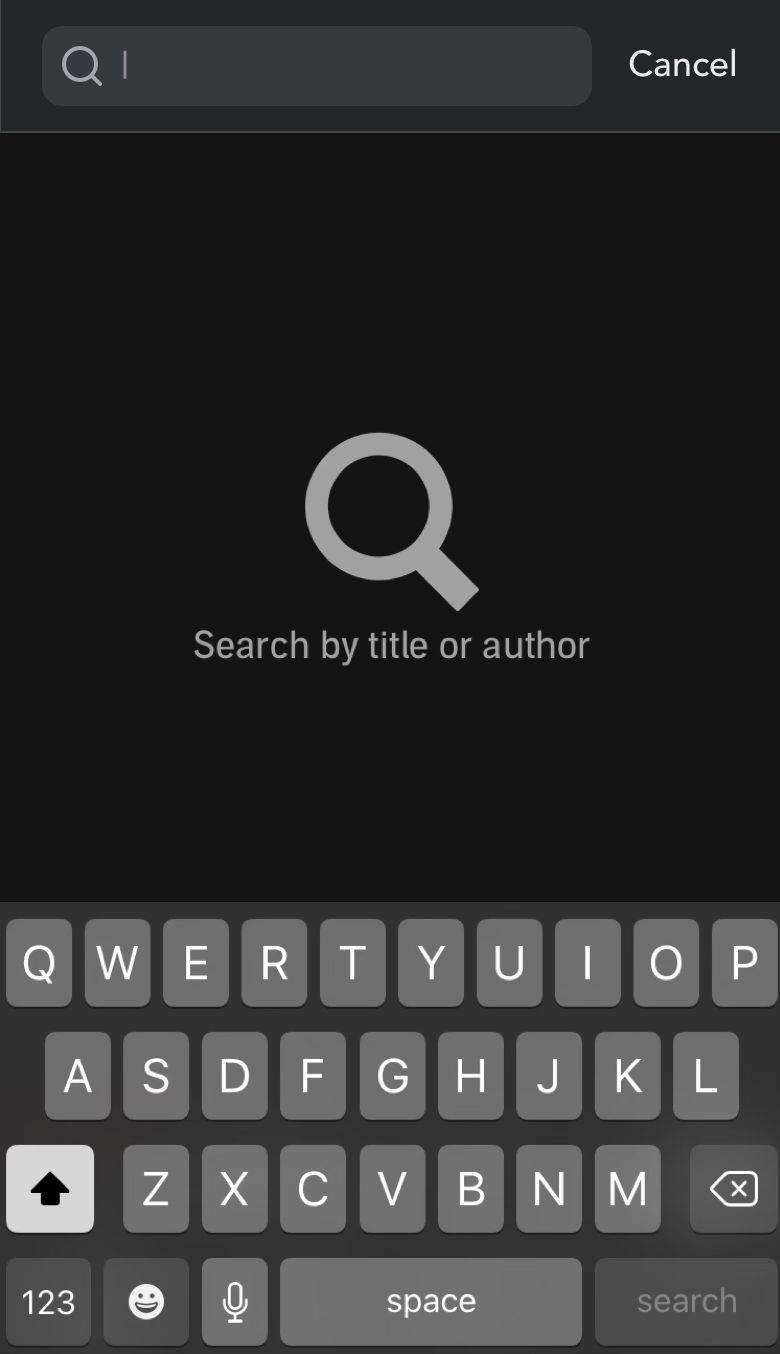 Cancel
Search by title or author
Q W E R T Y U I O P
A S D F G H J K L
Z X C V B N M
123 space search